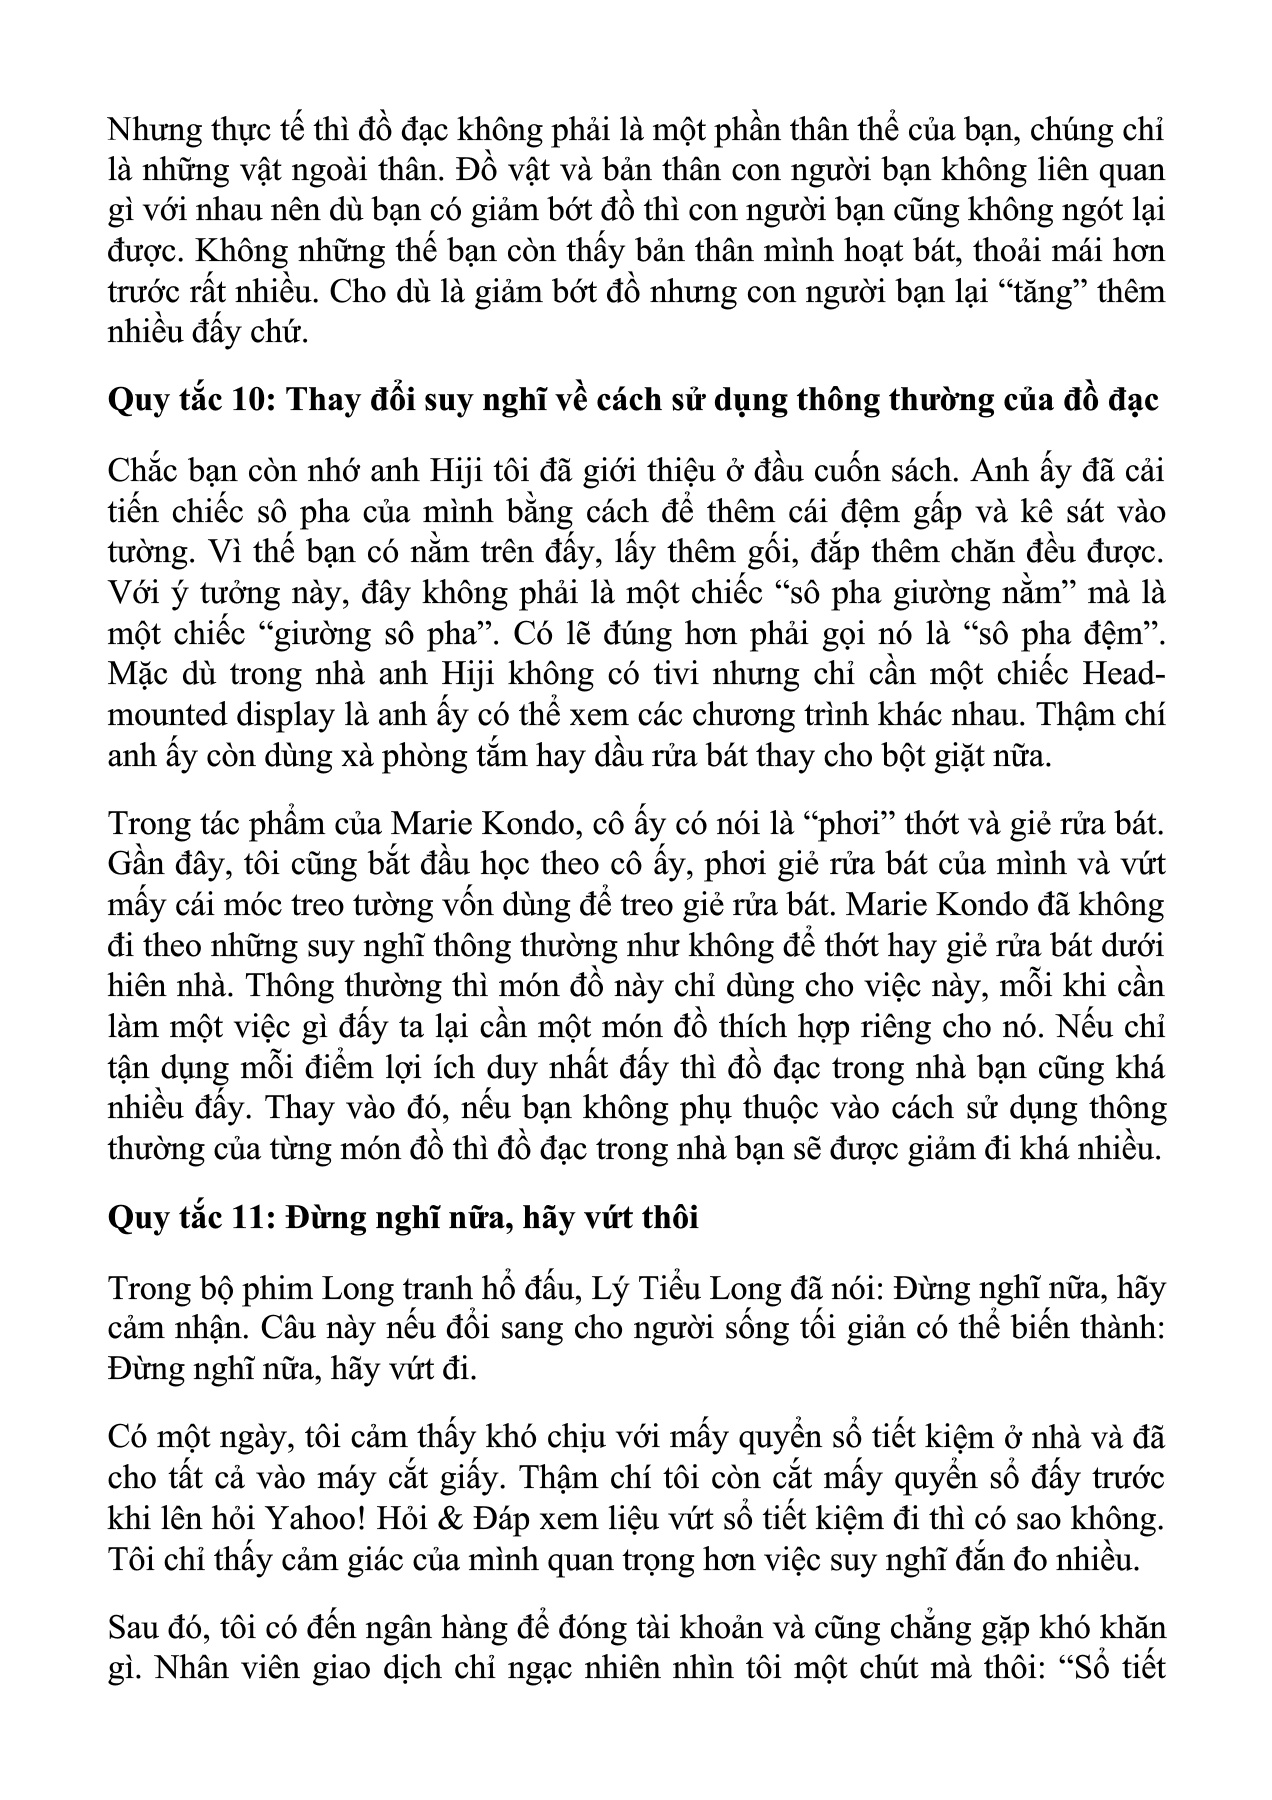 Nhưng thực tế thì đồ đạc không phải là một phần thân thể của bạn, chúng chỉ
là những vật ngoài thân. Đồ vật và bản thân con người bạn không liên quan
gì với nhau nên dù bạn có giảm bớt đồ thì con người bạn cũng không ngót lại
được. Không những thế bạn còn thấy bản thân mình hoạt bát, thoải mái hơn
trước rất nhiều. Cho dù là giảm bớt đồ nhưng con người bạn lại “tăng” thêm
nhiều đấy chứ.
Quy tắc 10: Thay đổi suy nghĩ về cách sử dụng thông thường của đồ đạc
Chắc bạn còn nhớ anh Hiji tôi đã giới thiệu ở đầu cuốn sách. Anh ấy đã cải
tiến chiếc sô pha của mình bằng cách để thêm cái đệm gấp và kê sát vào
tường. Vì thế bạn có nằm trên đấy, lấy thêm gối, đắp thêm chăn đều được.
Với ý tưởng này, đây không phải là một chiếc “sô pha giường nằm” mà là
một chiếc “giường sô pha”. Có lẽ đúng hơn phải gọi nó là “sô pha đệm”.
Mặc dù trong nhà anh Hiji không có tivi nhưng chỉ cần một chiếc Head-
mounted display là anh ấy có thể xem các chương trình khác nhau. Thậm chí
anh ấy còn dùng xà phòng tắm hay dầu rửa bát thay cho bột giặt nữa.
Trong tác phẩm của Marie Kondo, cô ấy có nói là “phơi” thớt và giẻ rửa bát.
Gần đây, tôi cũng bắt đầu học theo cô ấy, phơi giẻ rửa bát của mình và vứt
mấy cái móc treo tường vốn dùng để treo giẻ rửa bát. Marie Kondo đã không
đi theo những suy nghĩ thông thường như không để thớt hay giẻ rửa bát dưới
hiên nhà. Thông thường thì món đồ này chỉ dùng cho việc này, mỗi khi cần
làm một việc gì đấy ta lại cần một món đồ thích hợp riêng cho nó. Nếu chỉ
tận dụng mỗi điểm lợi ích duy nhất đấy thì đồ đạc trong nhà bạn cũng khá
nhiều đấy. Thay vào đó, nếu bạn không phụ thuộc vào cách sử dụng thông
thường của từng món đồ thì đồ đạc trong nhà bạn sẽ được giảm đi khá nhiều.
Quy tắc 11: Đừng nghĩ nữa, hãy vứt thôi
Trong bộ phim Long tranh hổ đấu, Lý Tiểu Long đã nói: Đừng nghĩ nữa, hãy
cảm nhận. Câu này nếu đổi sang cho người sống tối giản có thể biến thành:
Đừng nghĩ nữa, hãy vứt đi.
Có một ngày, tôi cảm thấy khó chịu với mấy quyển sổ tiết kiệm ở nhà và đã
cho tất cả vào máy cắt giấy. Thậm chí tôi còn cắt mấy quyển sổ đấy trước
khi lên hỏi Yahoo! Hỏi & Đáp xem liệu vứt sổ tiết kiệm đi thì có sao không.
Tôi chỉ thấy cảm giác của mình quan trọng hơn việc suy nghĩ đắn đo nhiều.
Sau đó, tôi có đến ngân hàng để đóng tài khoản và cũng chẳng gặp khó khăn
gì. Nhân viên giao dịch chỉ ngạc nhiên nhìn tôi một chút mà thôi: “Sổ tiết